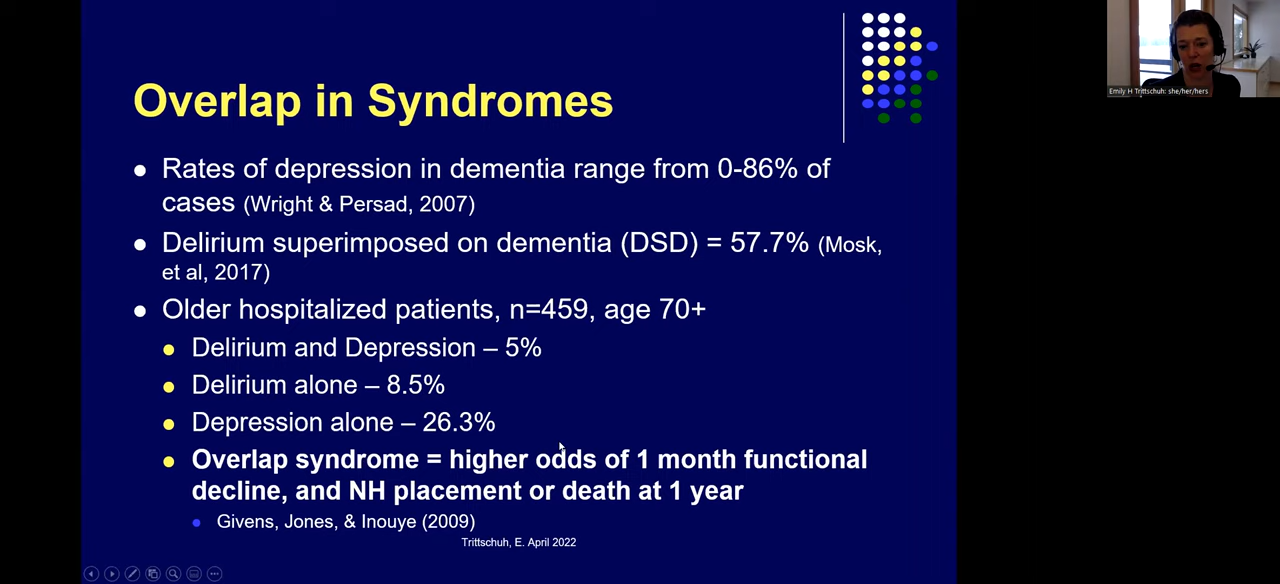 Overlap in Syndromes
Rates of depression in dementia range from 0-86% of
cases (Wright & Persad, 2007)
Delirium superimposed on dementia (DSD) = 57.7% (Mosk,
et al, 2017)
Older hospitalized patients, n=459, age 70+
Delirium and Depression – 5%
Delirium alone – 8.5%
Depression alone – 26.3%
Overlap syndrome = higher odds of 1 month functional
decline, and NH placement or death at 1 year
Givens, Jones, & Inouye (2009)
Trittschuh, E. April 2022
Emily H Trittschuh: she/her/hers